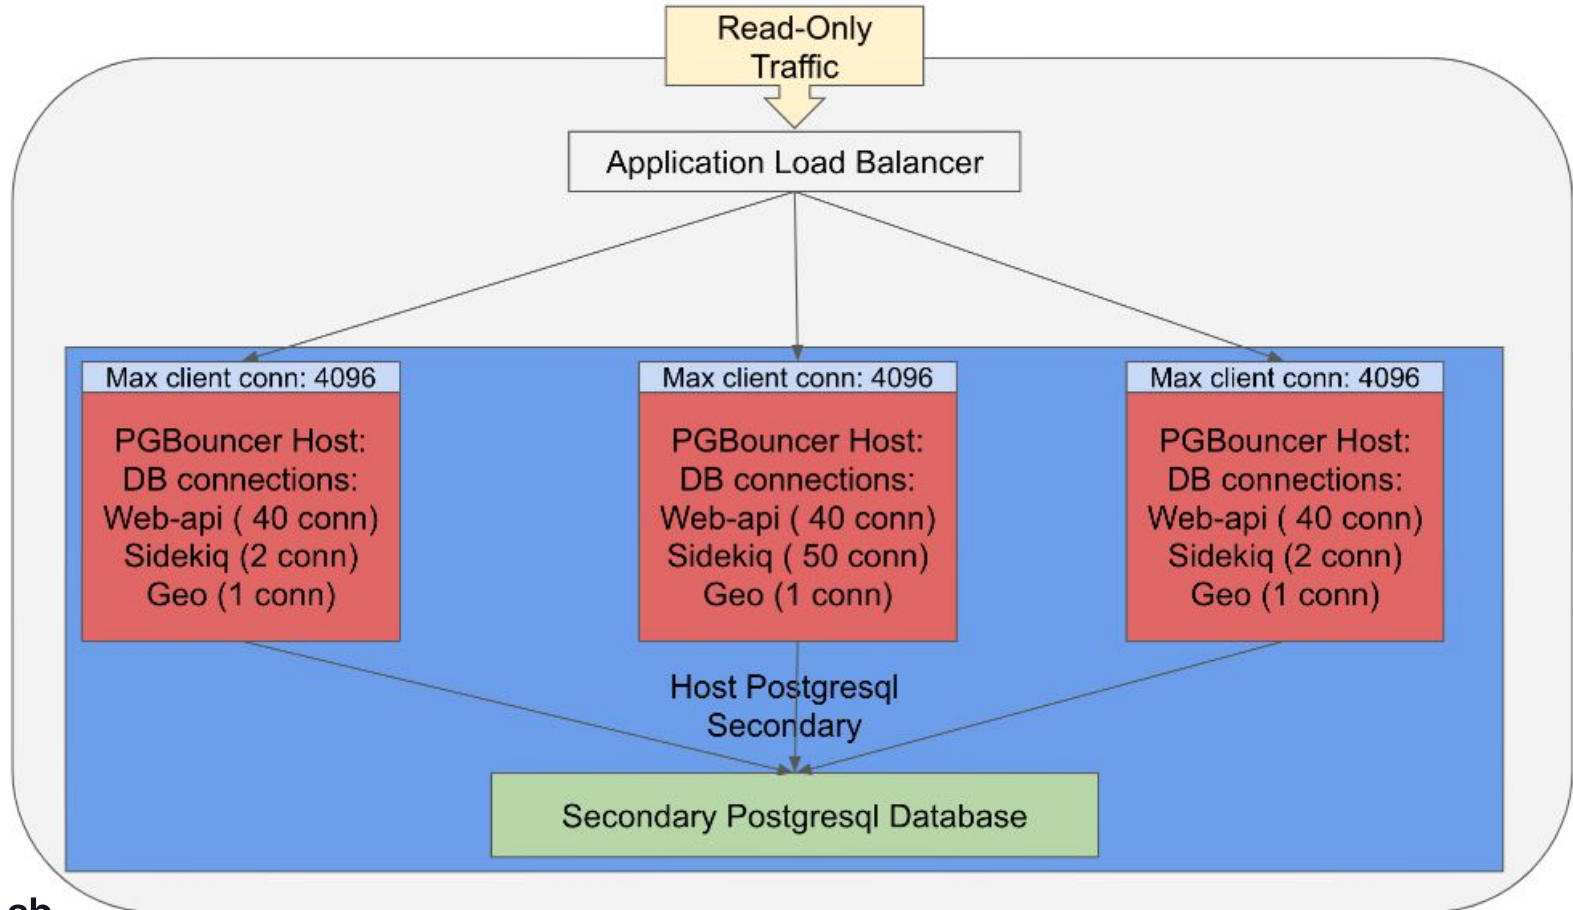 Read-Only
Traffic
Application Load Balancer
Max client conn: 4096
PGBouncer Host:
DB connections:
Web-api ( 40 conn)
Sidekiq (2 conn)
Geo (1 conn)
Max client conn: 4096
PGBouncer Host:
DB connections:
Web-api ( 40 conn)
Sidekiq ( 50 conn)
Geo (1 conn)
Max client conn: 4096
PGBouncer Host:
DB connections:
Web-api ( 40 conn)
Sidekiq (2 conn)
Geo (1 conn)
Host Postgresql
Secondary
Secondary Postgresql Database